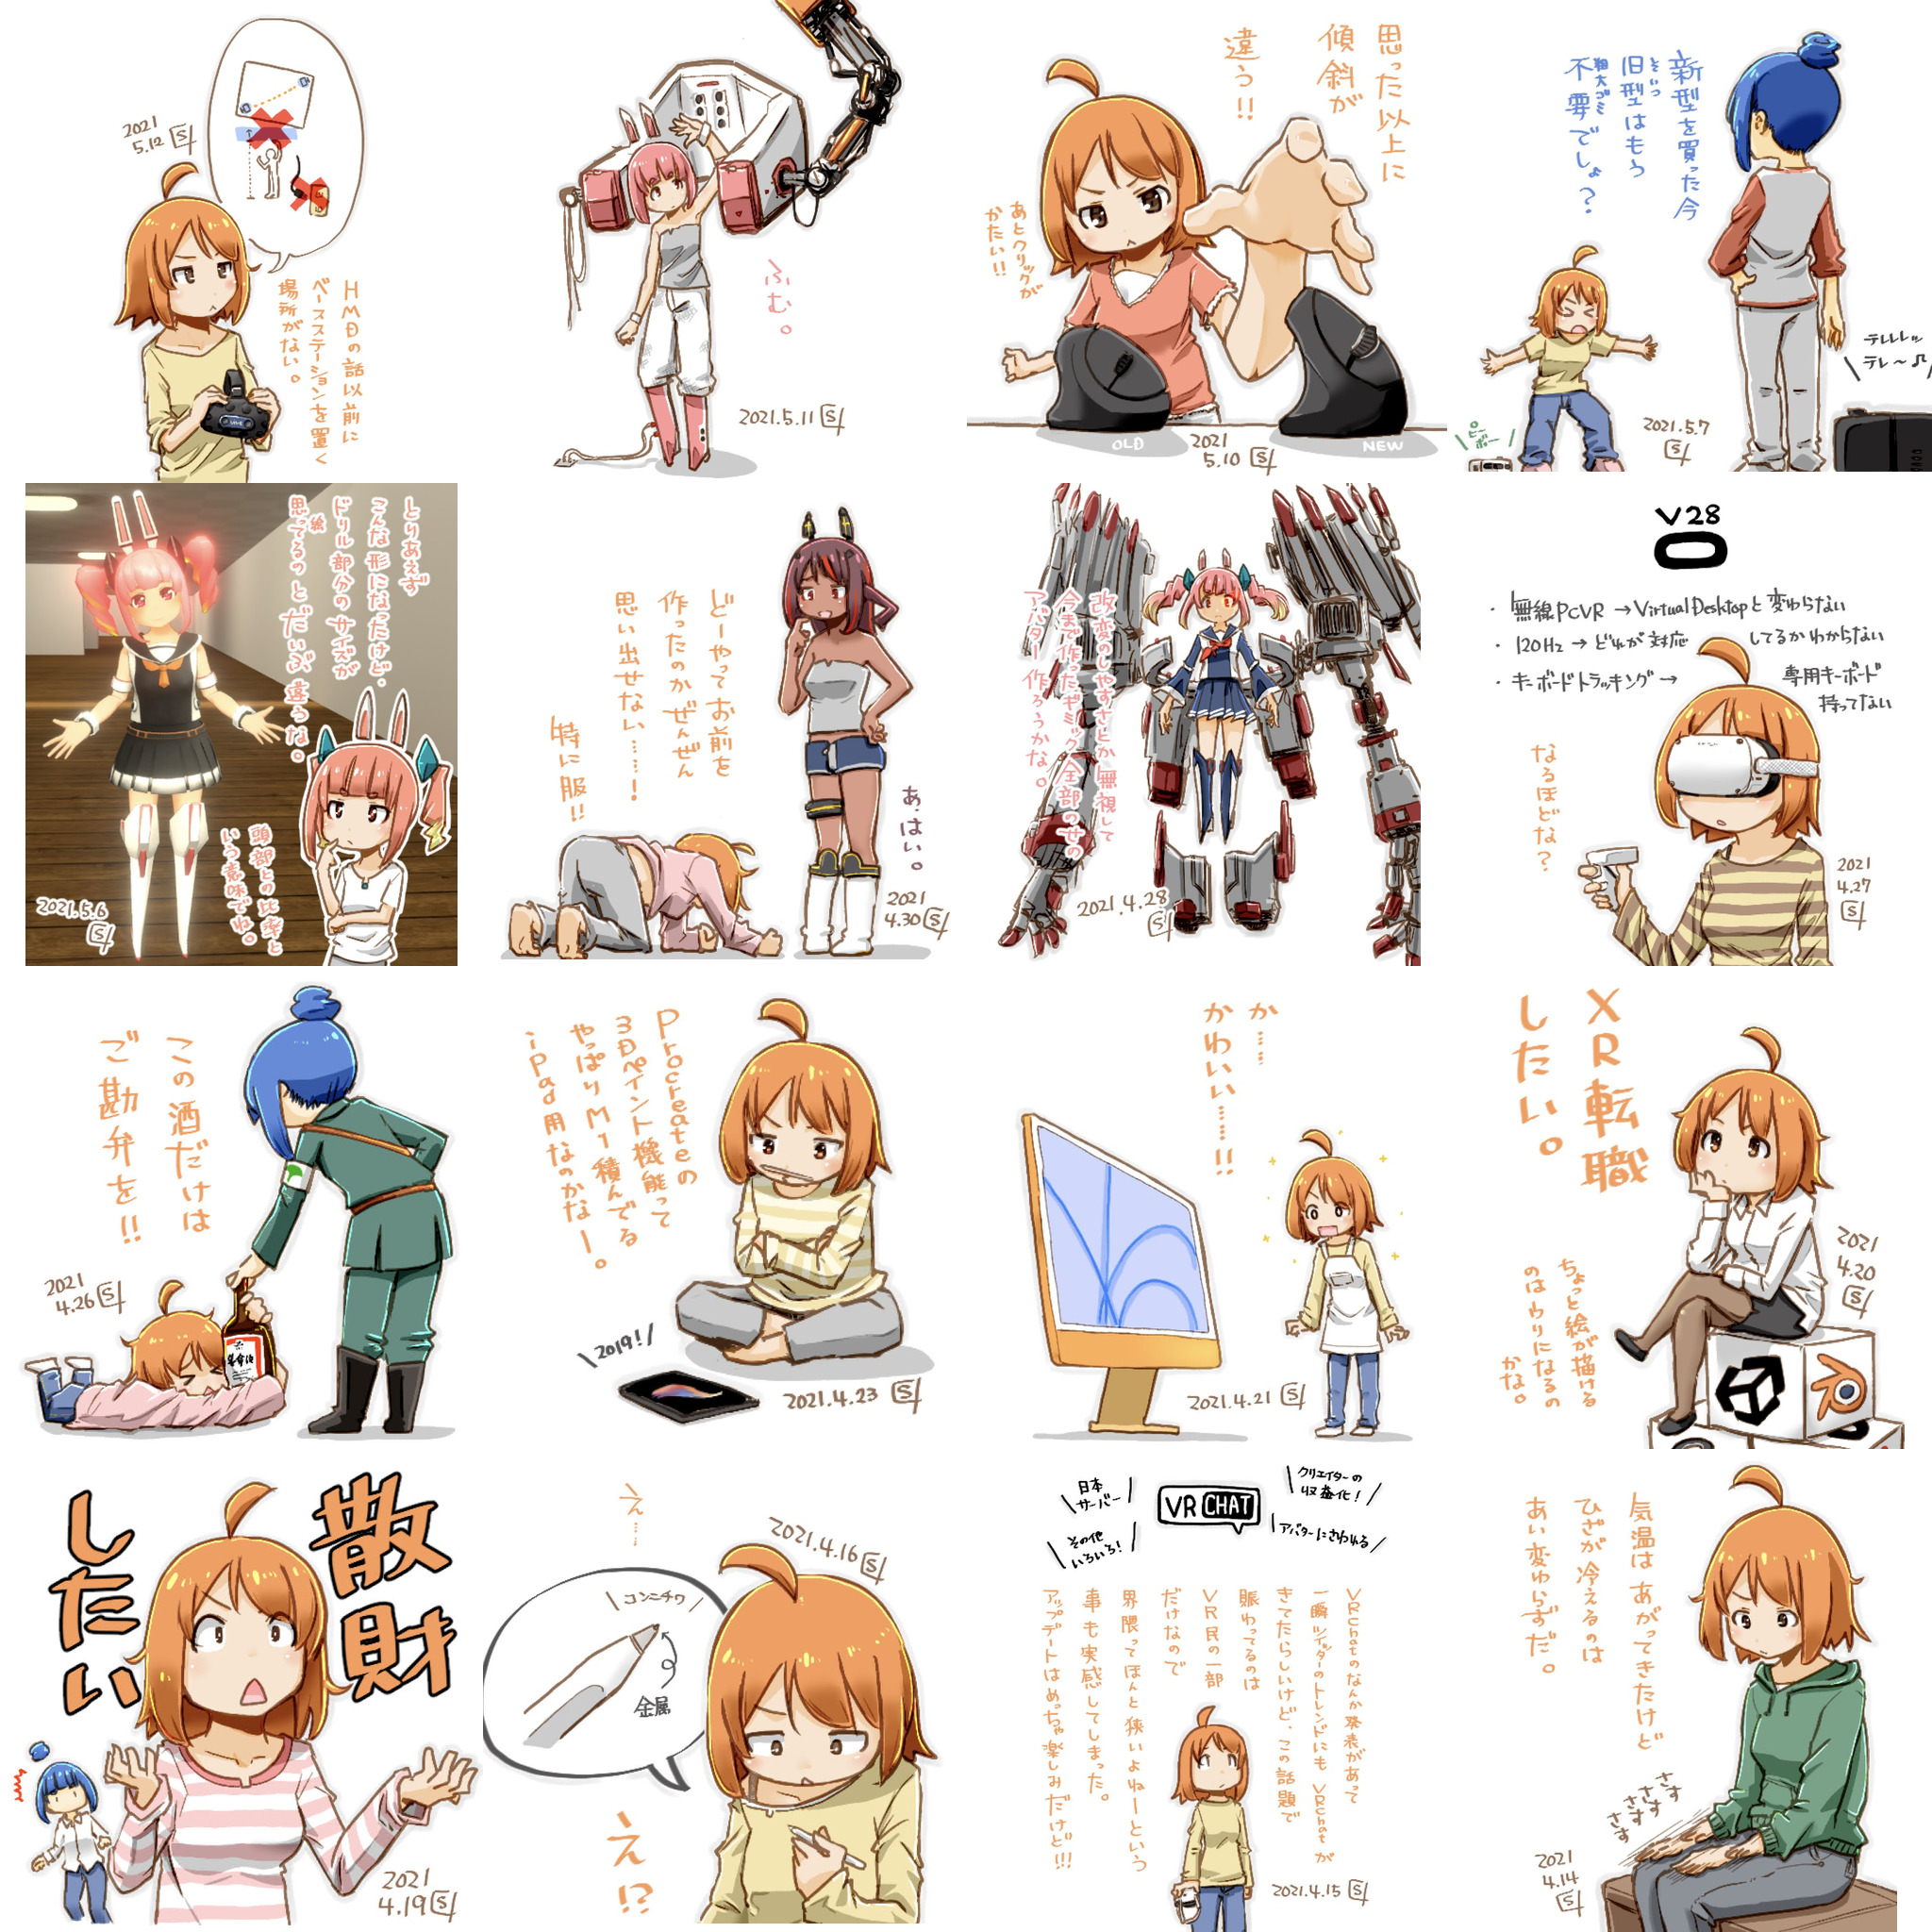 2021
5.12 S
HMDの話以前に
ベースステーションを置く
場所がない。
ふむ。
2021.5.11 S
思った以上に
傾斜が
違う!!
あとクリックが
かたい!!
OLD
NEW
2021
5.10 S
新型を買った今
旧型はもう
そいつ
不要でしょ?
粗大ゴミ
テレレレッ
テレ〜♫
ピ〜
ボー
2021.5.7
S
とりあえず
こんな形になったけど、
ドリル部分のサイズが
思ってるのとだいぶ違うな。
絵
頭部との比率と
いう意味でね。
2021.5.6
S
どーやってお前を
作ったのかぜんぜん
思い出せない……!
特に服!!
あ、はい。
2021
4.30 S
改変のしやすさとか無視して
今まで作ったギミック全部のせの
アバター作ろうかな。
2021.4.28
S
V28
・無線PCVR→VirtualDesktopと変わらない
・120Hz→どれが対応してるかわからない
・キーボードトラッキング→専用キーボード
持ってない
なるほどな?
2021
4.27
S
この酒だけは
ご勘弁を!!
2021
4.26 S
Procreateの
3Dペイント機能って
やっぱりM1積んでる
iPad用なのかなー。
2019!
2021.4.23 S
か……
かわいい……!!
2021.4.21 S
XR転職
したい。
ちょっと絵が描ける
のはウリになるの
かな。
2021
4.20
S
散財
したい
2021
4.19 S
え……
2021.4.16 S
コンニチワ
金属
え!?
日本
サーバー
その他
いろいろ!
VRCHAT
クリエイターの
収益化!
アバターにさわれる
VRChatのなんか発表があって
一瞬ツイッターのトレンドにもVRChatが
きてたらしいけど、この話題で
賑わってるのは
VR民の一部
だけなので
界隈ってほんと狭いよねーという
事も実感してしまった。
アップデートはめっちゃ楽しみだけど!!!
2021.4.15 S
気温はあがってきたけど
ひざが冷えるのは
あい変わらずだ。
さす
さす
さす
さす
2021
4.14
S